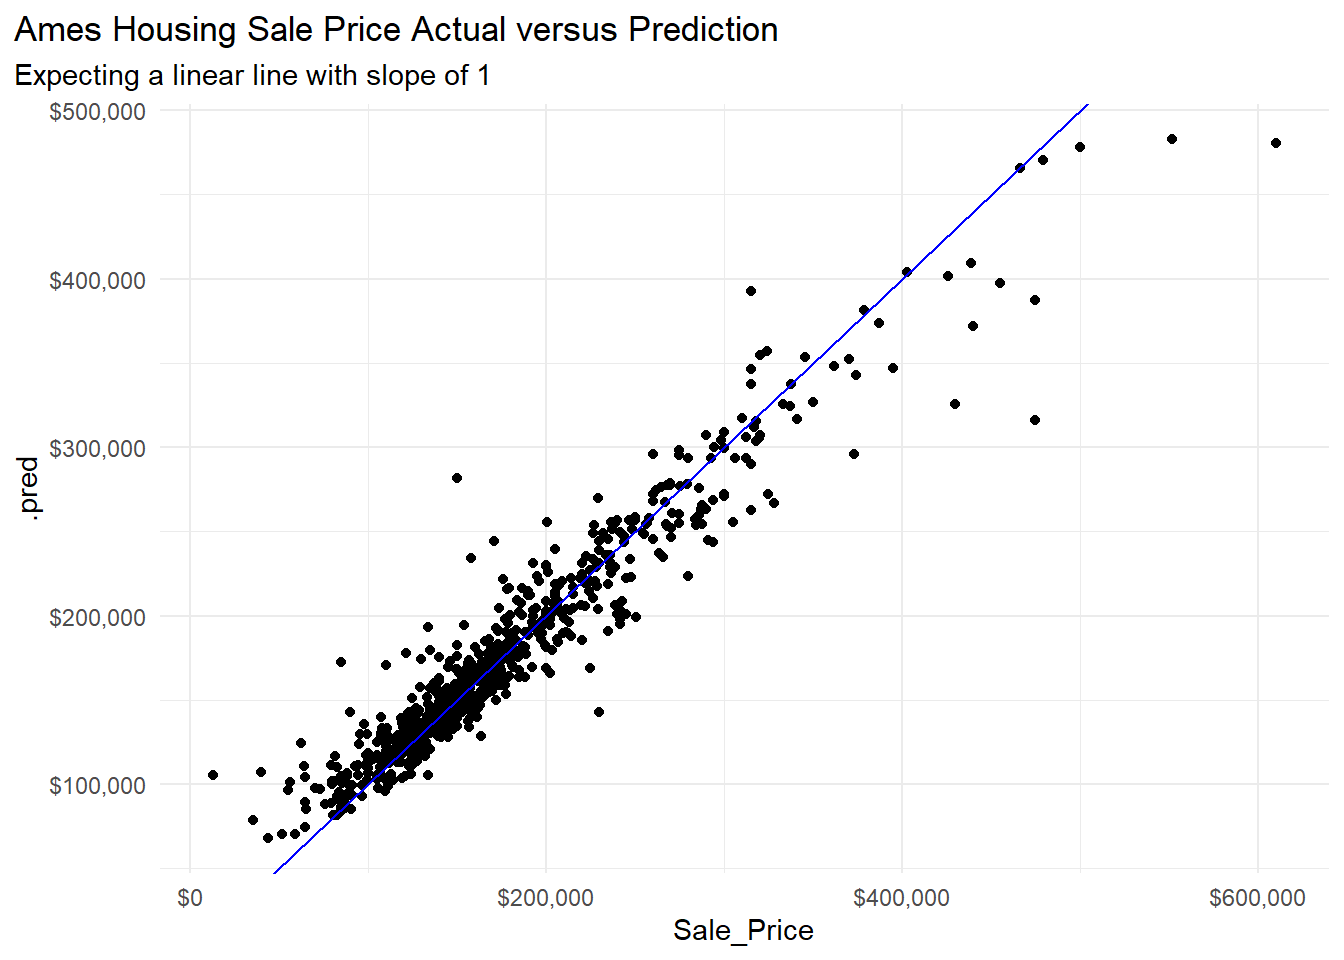 Ames Housing Sale Price Actual versus Prediction
Expecting a linear line with slope of 1
$500,000
$400,000
$300,000
$200,000
$100,000
.pred
$0
$200,000
$400,000
$600,000
Sale_Price